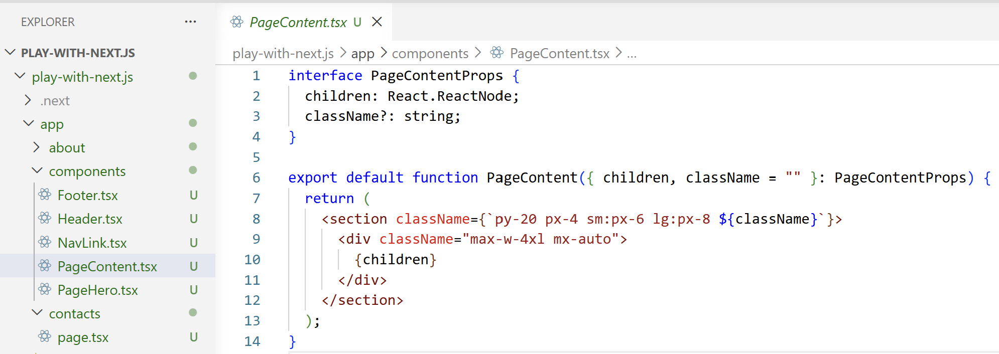 EXPLORER ...
PLAY-WITH-NEXT.JS
play-with-next.js
.next
app
about
components
Footer.tsx U
Header.tsx U
NavLink.tsx U
PageContent.tsx U
PageHero.tsx U
contacts
page.tsx U
PageContent.tsx U
play-with-next.js > app > components > PageContent.tsx > ...
1 interface PageContentProps {
2   children: React.ReactNode;
3   className?: string;
4 }
5
6 export default function PageContent({ children, className = "" }: PageContentProps) {
7   return (
8     <section className={`py-20 px-4 sm:px-6 lg:px-8 ${className}`}>
9       <div className="max-w-4xl mx-auto">
10         {children}
11       </div>
12     </section>
13   );
14 }